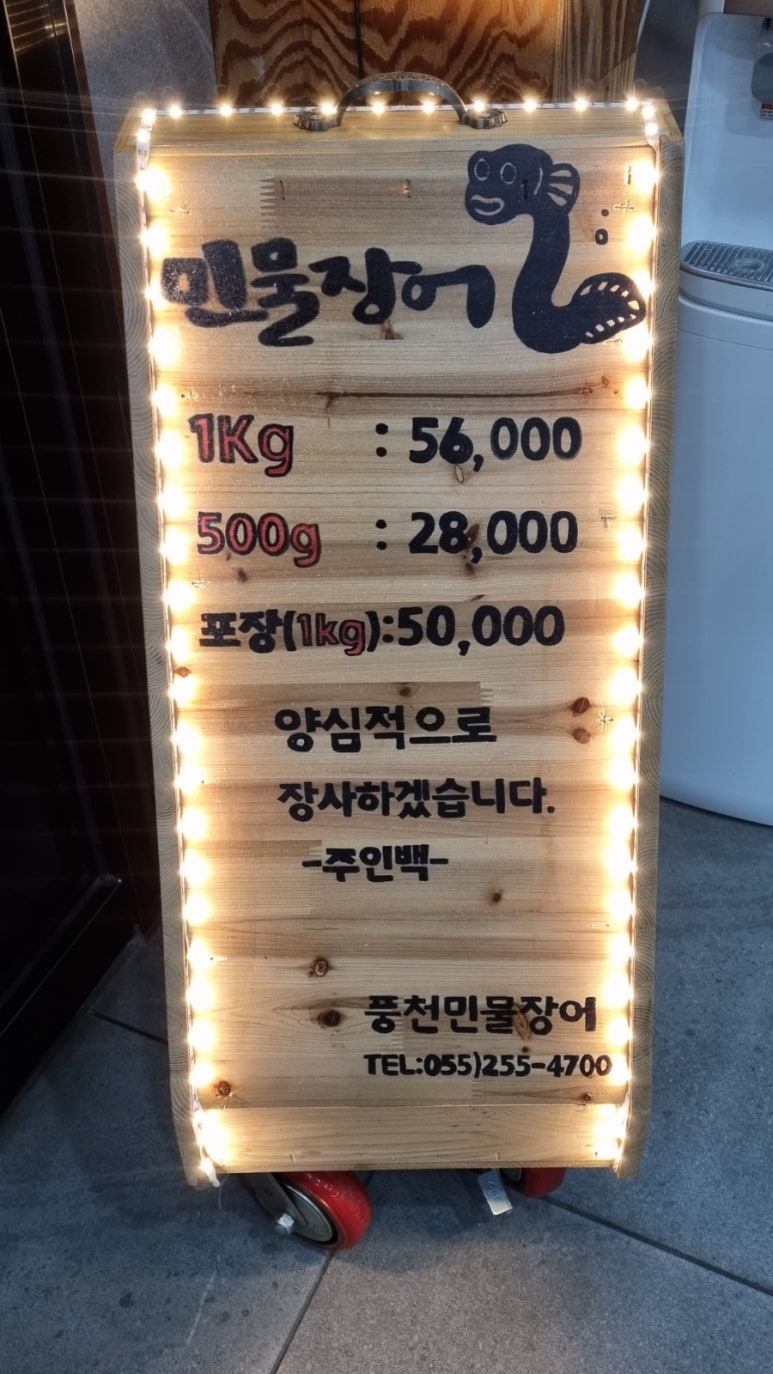 민물장어
1Kg : 56,000
500g : 28,000
포장(1kg):50,000
양심적으로
장사하겠습니다.
-주인백-
풍천민물장어
TEL:055)255-4700